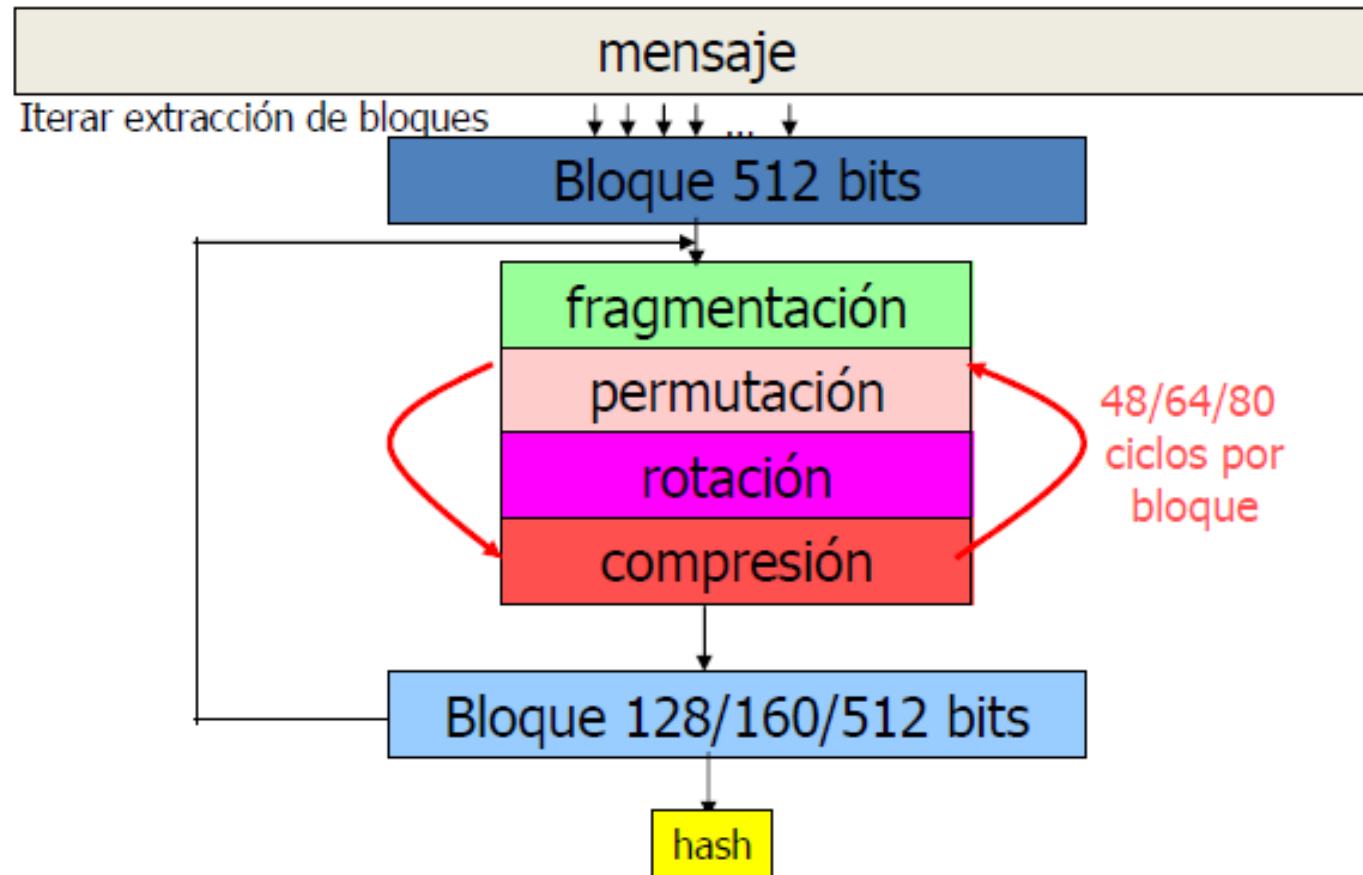 mensaje
Iterar extracción de bloques
...
Bloque 512 bits
fragmentación
permutación
rotación
compresión
48/64/80
ciclos por
bloque
Bloque 128/160/512 bits
hash